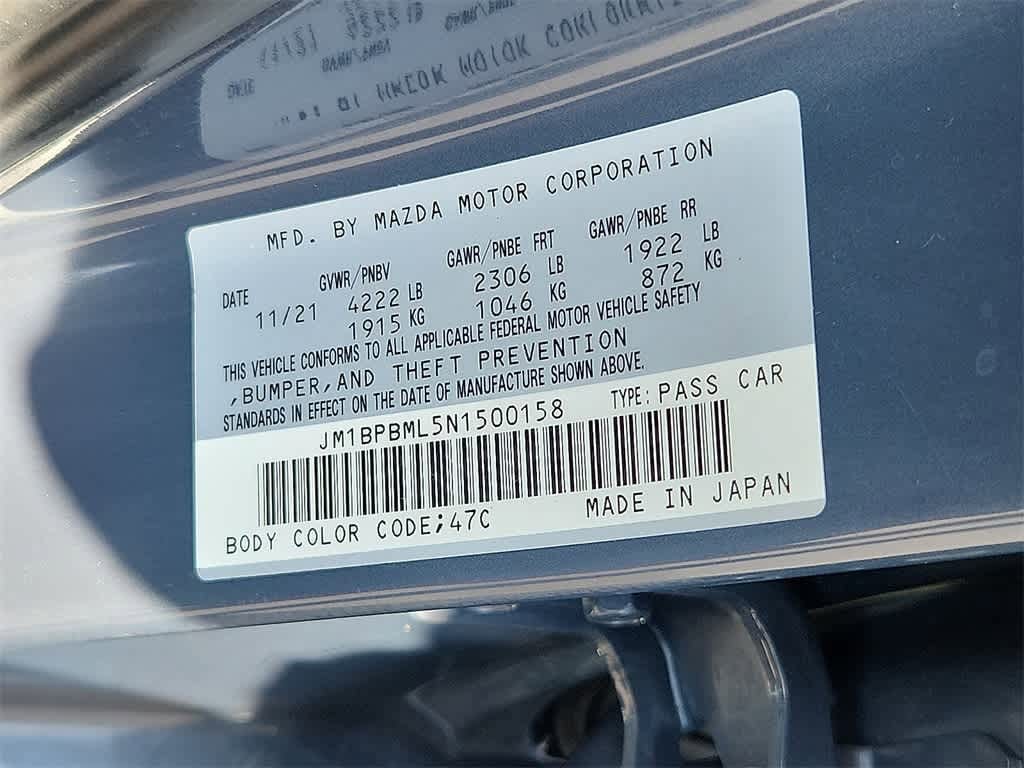 MFD. BY MAZDA MOTOR CORPORATION
DATE GVWR/PNBV GAWR/PNBE FRT GAWR/PNBE RR
11/21 4222 LB 2306 LB 1922 LB
1915 KG 1046 KG 872 KG
THIS VEHICLE CONFORMS TO ALL APPLICABLE FEDERAL MOTOR VEHICLE SAFETY
,BUMPER,AND THEFT PREVENTION
STANDARDS IN EFFECT ON THE DATE OF MANUFACTURE SHOWN ABOVE.
JM1BPBML5N1500158 TYPE: PASS CAR
BODY COLOR CODE;47C MADE IN JAPAN